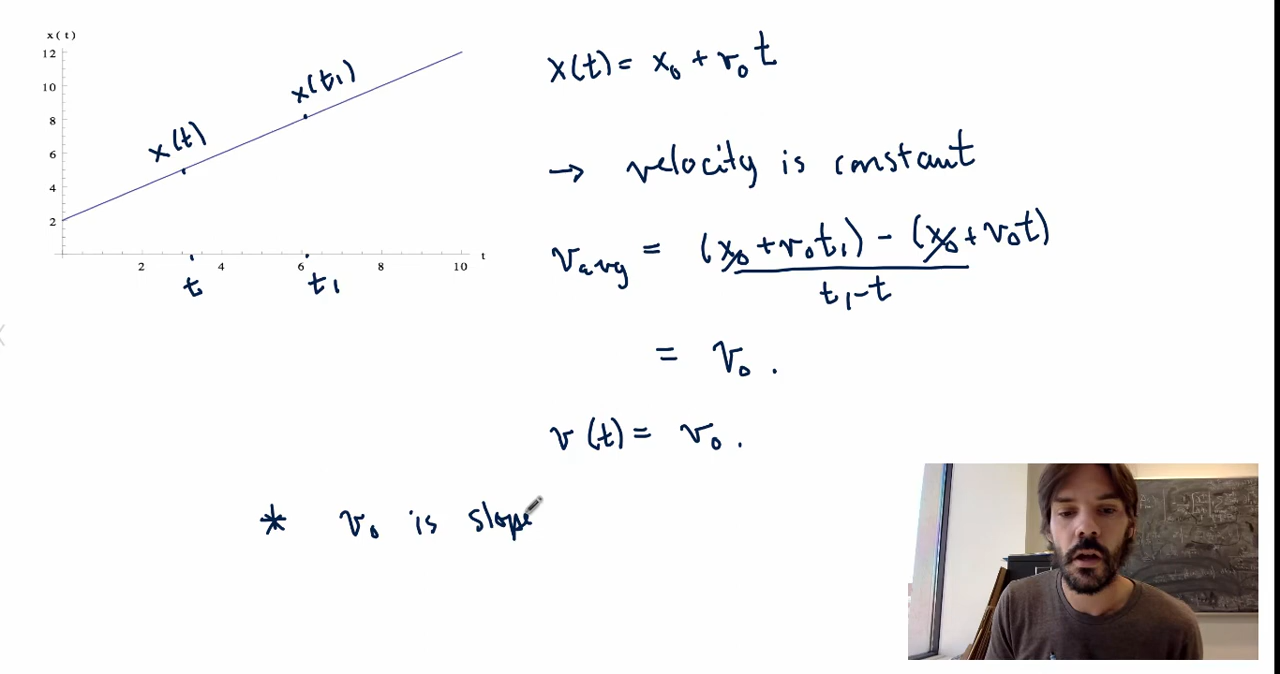 x(t)
12
10
8
6
4
2
2 4 6 8 10 t
x(t)
x(t₁)
t t₁
x(t) = x₀ + v₀t
→ velocity is constant
v_avg = (x₀ + v₀t₁) - (x₀ + v₀t)
t₁ - t
= v₀.
v(t) = v₀.
* v₀ is slope